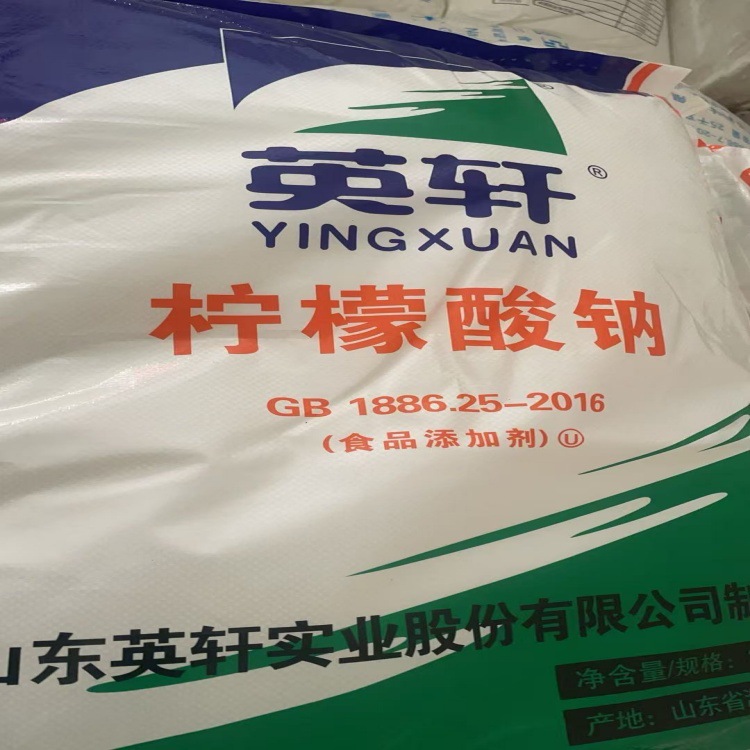 英轩®
YINGXUAN
柠檬酸钠
GB 1886.25-2016
(食品添加剂)Ⓤ
山东英轩实业股份有限公司制
净含量/规格:
产地: 山东省